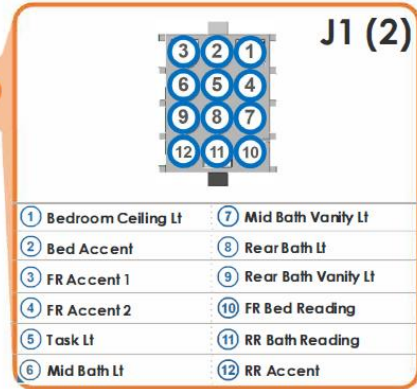 J1 (2)
3 2 1
6 5 4
9 8 7
12 11 10
1 Bedroom Ceiling Lt
2 Bed Accent
3 FR Accent 1
4 FR Accent 2
5 Task Lt
6 Mid Bath Lt
7 Mid Bath Vanity Lt
8 Rear Bath Lt
9 Rear Bath Vanity Lt
10 FR Bed Reading
11 RR Bath Reading
12 RR Accent